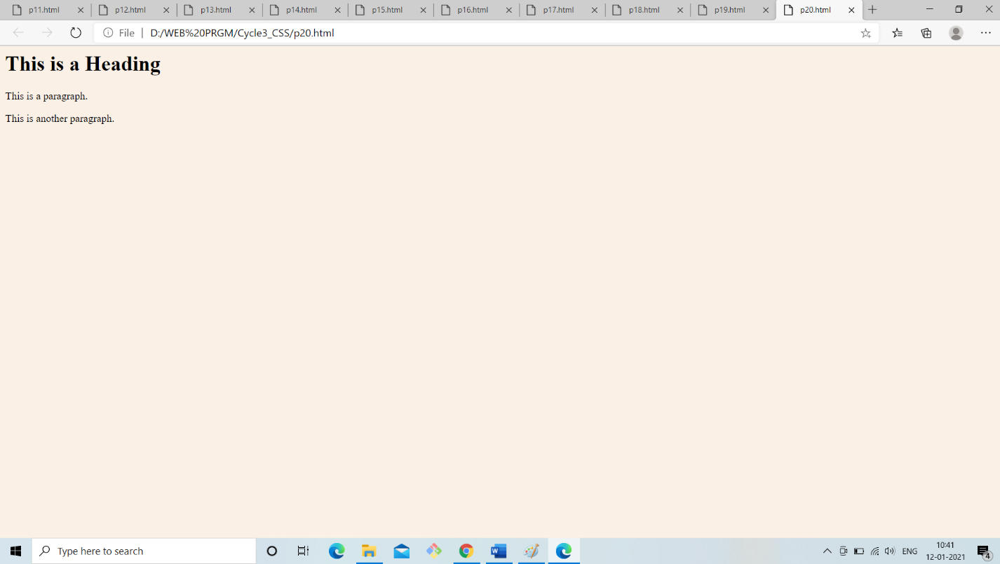 p11.html p12.html p13.html p14.html p15.html p16.html p17.html p18.html p19.html p20.html
File | D:/WEB%20PRGM/Cycle3_CSS/p20.html
This is a Heading
This is a paragraph.
This is another paragraph.
Type here to search
W
ENG
10:41
12-01-2021
4